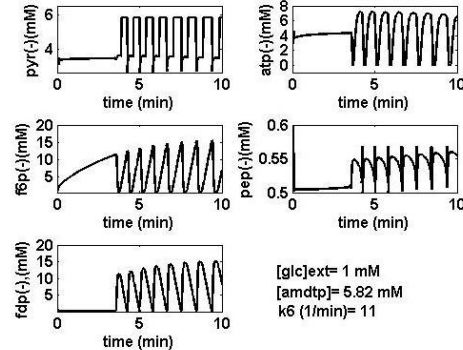 pyr(-)(mM)
6
4
0
5
10
time (min)
atp(-)(mM)
8
6
4
2
0
0
5
10
time (min)
f6p(-)(mM)
20
15
10
5
0
5
10
time (min)
pep(-)(mM)
0.6
0.55
0.5
0
5
10
time (min)
fdp(-),(mM)
20
15
10
5
0
5
10
time (min)
[glc]ext= 1 mM
[amdtp]= 5.82 mM
k6 (1/min)= 11